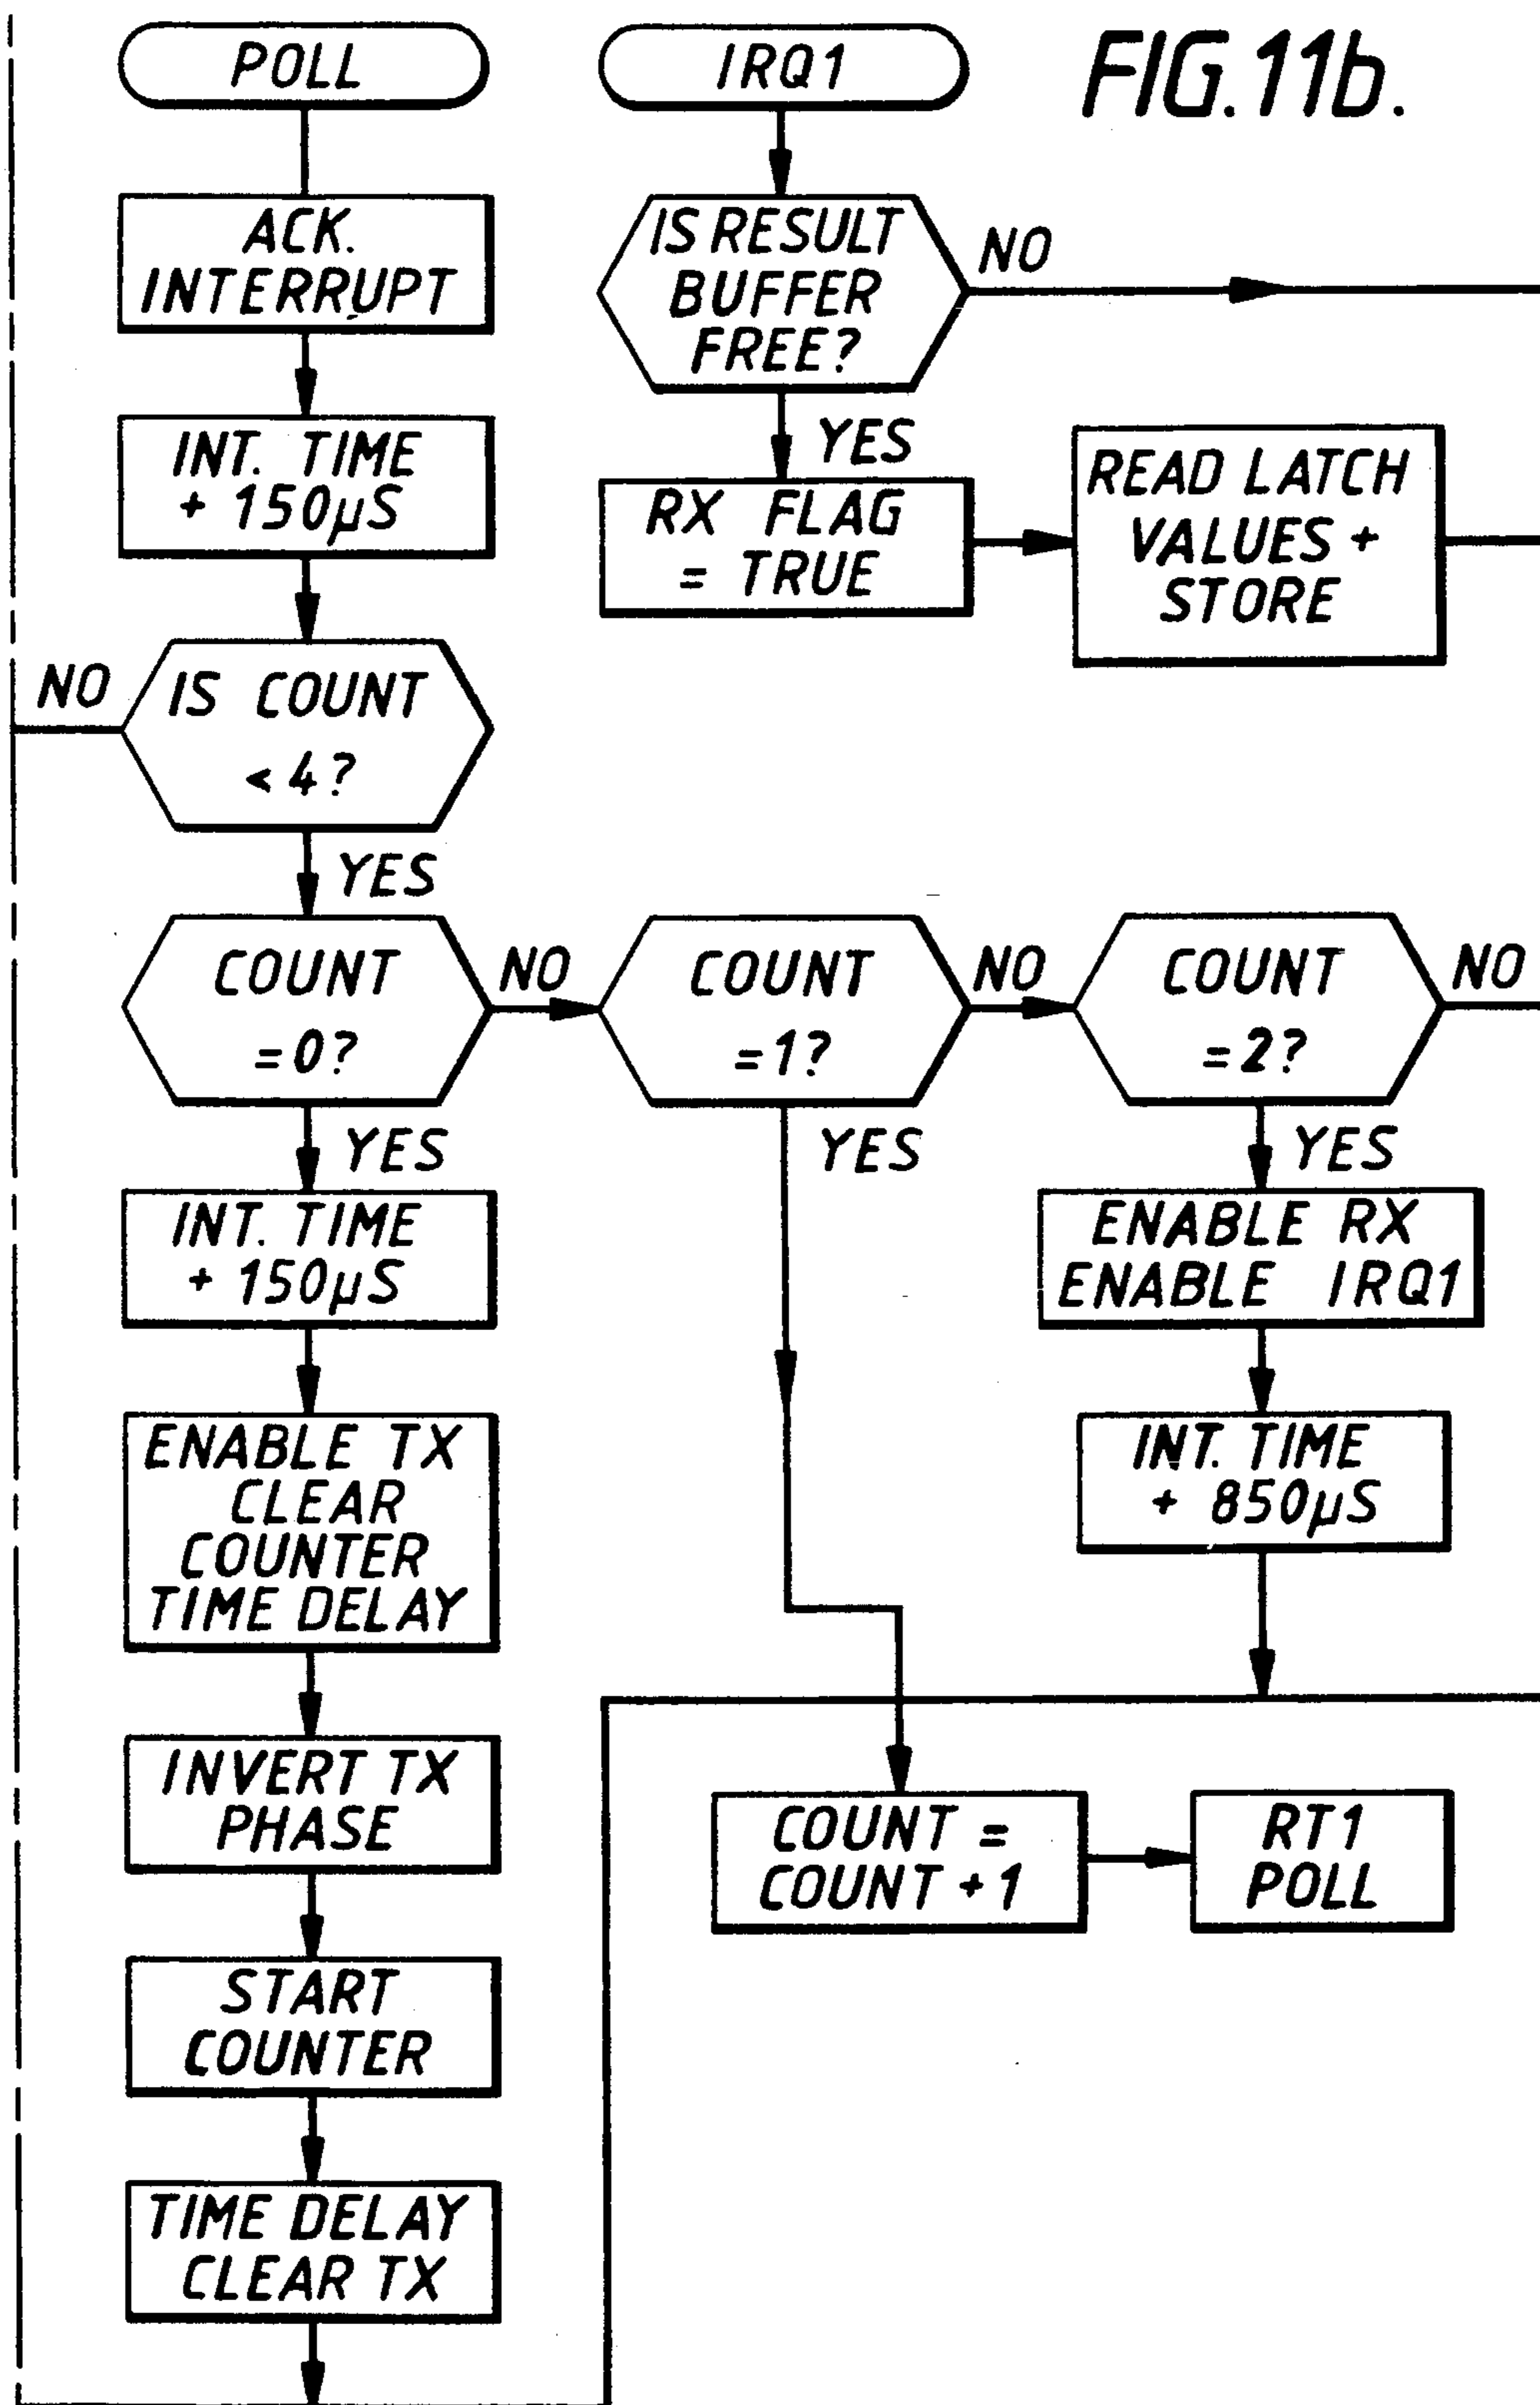 FIG.11b.
POLL
ACK.
INTERRUPT
INT. TIME
+ 150µS
IS COUNT
< 4?
NO
YES
COUNT
=0?
NO
YES
INT. TIME
+ 150µS
ENABLE TX
CLEAR
COUNTER
TIME DELAY
INVERT TX
PHASE
START
COUNTER
TIME DELAY
CLEAR TX
IRQ1
IS RESULT
BUFFER
FREE?
NO
YES
RX FLAG
= TRUE
READ LATCH
VALUES +
STORE
COUNT
=1?
NO
YES
COUNT
=2?
NO
YES
ENABLE RX
ENABLE IRQ1
INT. TIME
+ 850µS
COUNT =
COUNT +1
RT1
POLL